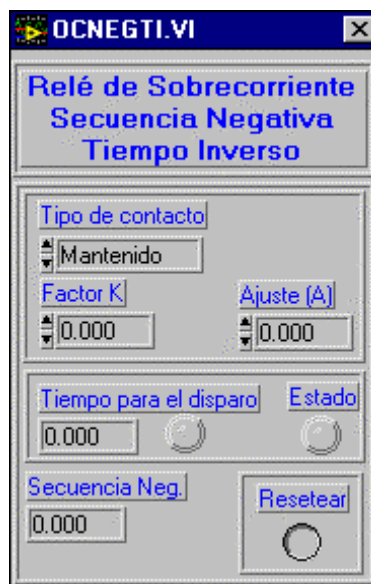 OCNEGTI.VI
Relé de Sobrecorriente
Secuencia Negativa
Tiempo Inverso
Tipo de contacto
Mantenido
Factor K
Ajuste (A)
0.000
0.000
Tiempo para el disparo
Estado
0.000
Secuencia Neg.
Resetear
0.000